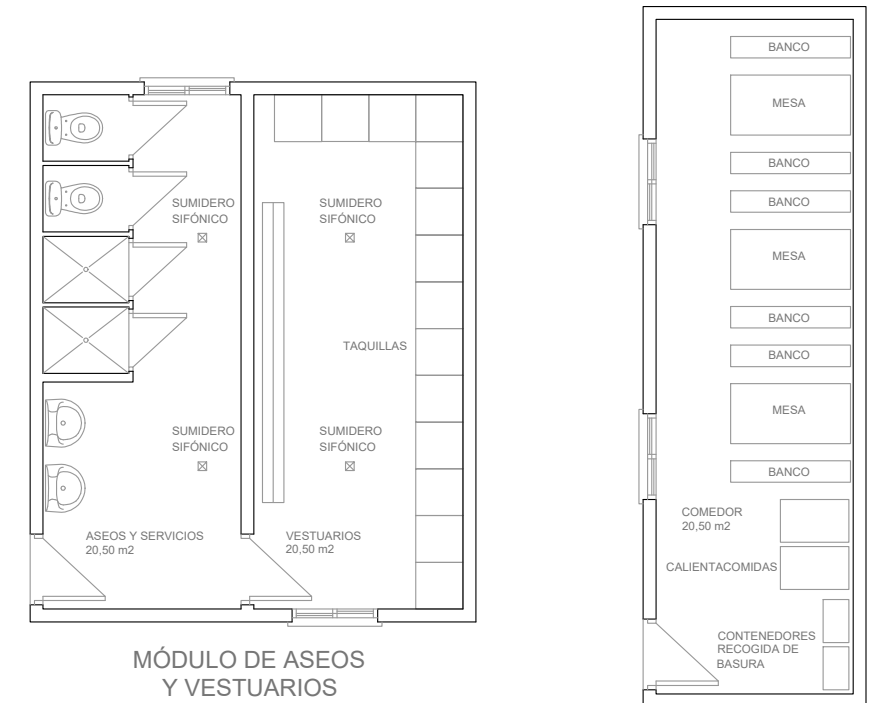 SUMIDERO
SIFÓNICO
SUMIDERO
SIFÓNICO
TAQUILLAS
SUMIDERO
SIFÓNICO
SUMIDERO
SIFÓNICO
ASEOS Y SERVICIOS
20,50 m2
VESTUARIOS
20,50 m2
MÓDULO DE ASEOS
Y VESTUARIOS
BANCO
MESA
BANCO
BANCO
MESA
BANCO
BANCO
MESA
BANCO
COMEDOR
20,50 m2
CALIENTACOMIDAS
CONTENEDORES
RECOGIDA DE
BASURA